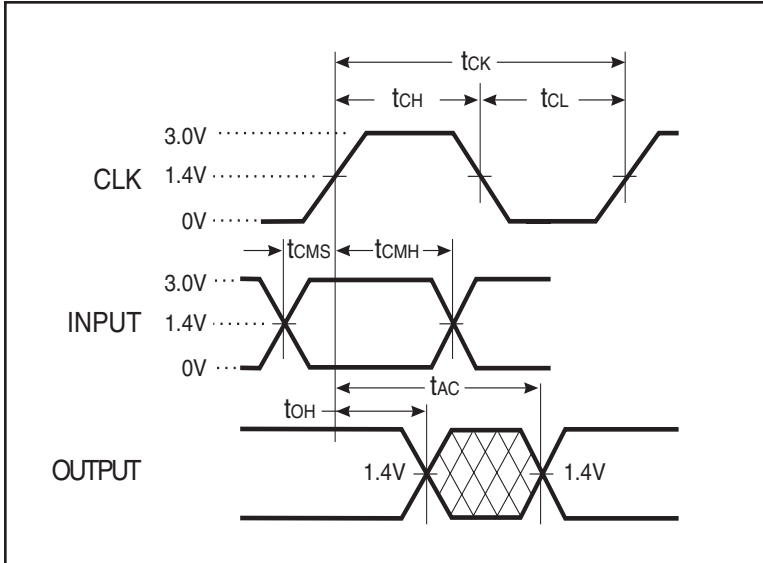 tCK
tCH
tCL
3.0V
CLK
1.4V
0V
tCMS
tCMH
3.0V
INPUT
1.4V
0V
tAC
tOH
OUTPUT
1.4V
1.4V